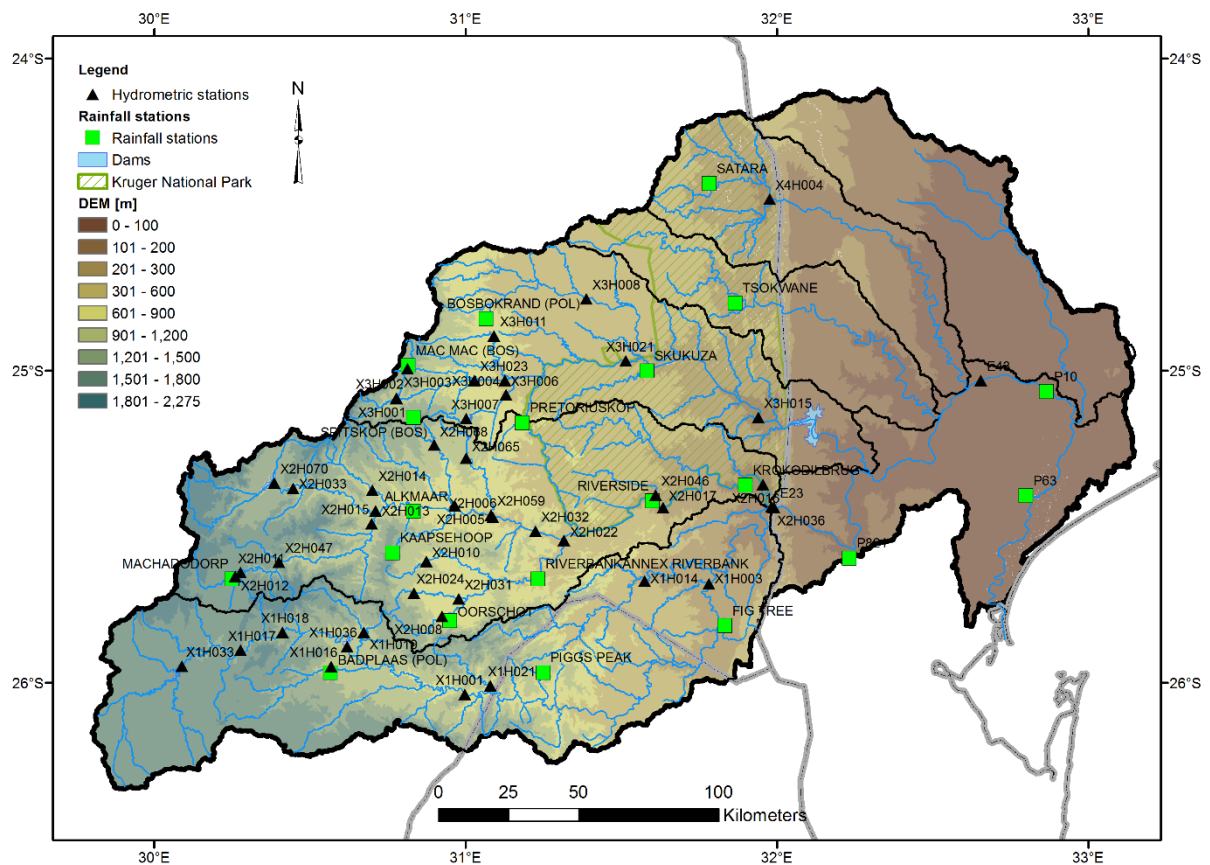 30°E 31°E 32°E 33°E
24°S 24°S
Legend
Hydrometric stations
Rainfall stations
Rainfall stations
Dams
Kruger National Park
DEM [m]
0 - 100
101 - 200
201 - 300
301 - 600
601 - 900
901 - 1,200
1,201 - 1,500
1,501 - 1,800
1,801 - 2,275
N
SATARA
X4H004
X3H008
TSOKWANE
BOSBOKRAND (POL)
X3H011
MAC MAC (BOS)
X3H021
SKUKUZA
25°S 25°S
X3H023
X3H002
X3H003
X3H004
X3H006
E48
P10
X3H001
X3H007
PRETORIUSKOP
X3H015
SPITSKOP (BOS)
X2H068
X2H065
X2H070
X2H033
X2H014
RIVERSIDE
X2H046
KROKODILBRUG
X2H015
ALKMAAR
X2H013
X2H006
X2H005
X2H059
X2H017
X2H016
E23
P63
X2H032
X2H036
KAAPSEHOOP
X2H022
X2H047
X2H010
MACHADODORP
X2H011
X2H012
RIVERBANK
ANNEX RIVERBANK
X1H014
X1H003
X2H024
X2H031
OORSCHOT
X2H008
FIG TREE
X1H018
X1H017
X1H036
X1H019
X1H033
X1H016
BADPLAAS (POL)
PIGGS PEAK
X1H001
X1H021
26°S 26°S
0 25 50 100
Kilometers
30°E 31°E 32°E 33°E